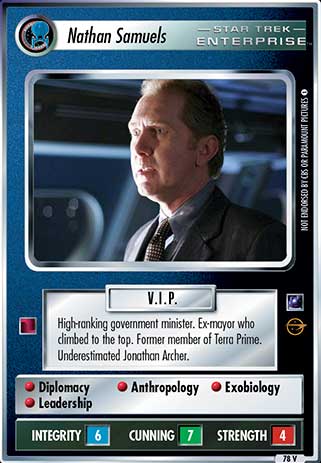 Nathan Samuels
STAR TREK
ENTERPRISE™
NOT ENDORSED BY CBS OR PARAMOUNT PICTURES
V.I.P.
High-ranking government minister. Ex-mayor who
climbed to the top. Former member of Terra Prime.
Underestimated Jonathan Archer.
Diplomacy
Anthropology
Exobiology
Leadership
INTEGRITY 6 CUNNING 7 STRENGTH 4
78 V